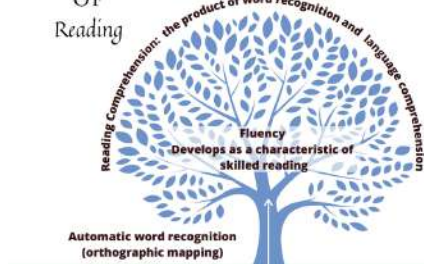 Of
Reading
Reading Comprehension: the product of word recognition and language comprehension
Fluency
Develops as a characteristic of
skilled reading
Automatic word recognition
(orthographic mapping)